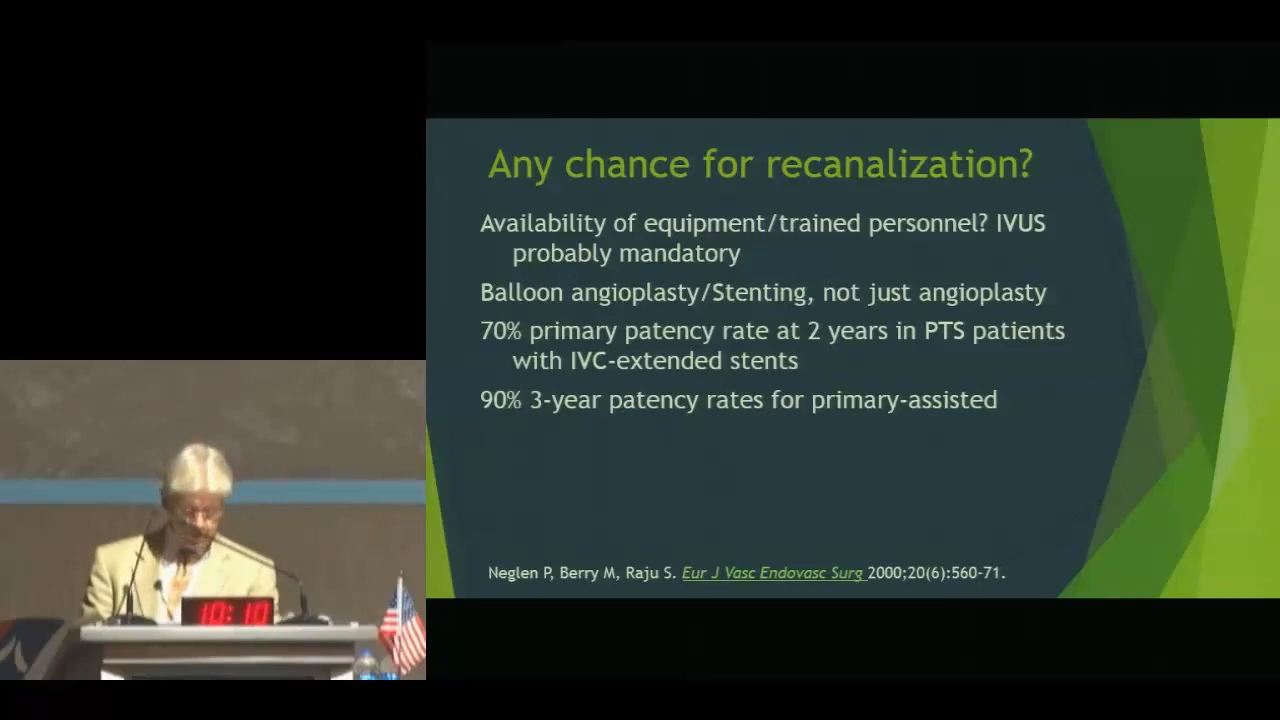 Any chance for recanalization?
Availability of equipment/trained personnel? IVUS
probably mandatory
Balloon angioplasty/Stenting, not just angioplasty
70% primary patency rate at 2 years in PTS patients
with IVC-extended stents
90% 3-year patency rates for primary-assisted
Neglen P, Berry M, Raju S. Eur J Vasc Endovasc Surg 2000;20(6):560-71.
10:10